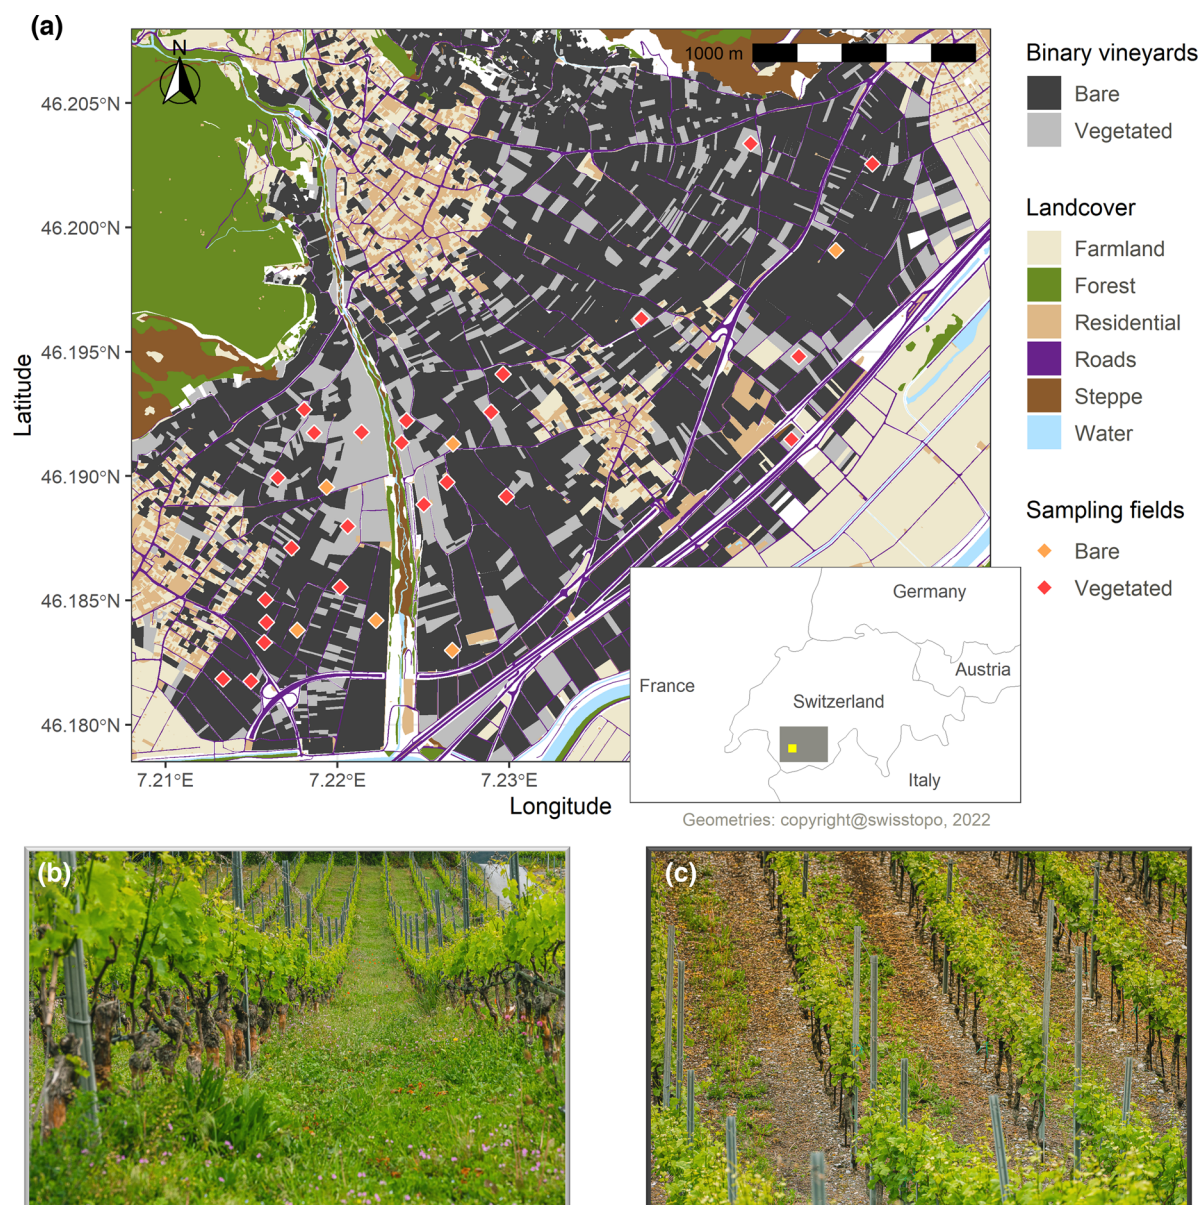 (a)
N
1000 m
46.205°N
46.200°N
46.195°N
46.190°N
46.185°N
46.180°N
Latitude
7.21°E
7.22°E
7.23°E
Longitude
Binary vineyards
Bare
Vegetated
Landcover
Farmland
Forest
Residential
Roads
Steppe
Water
Sampling fields
Bare
Vegetated
Germany
France
Austria
Switzerland
Italy
Geometries: copyright@swisstopo, 2022
(b)
(c)